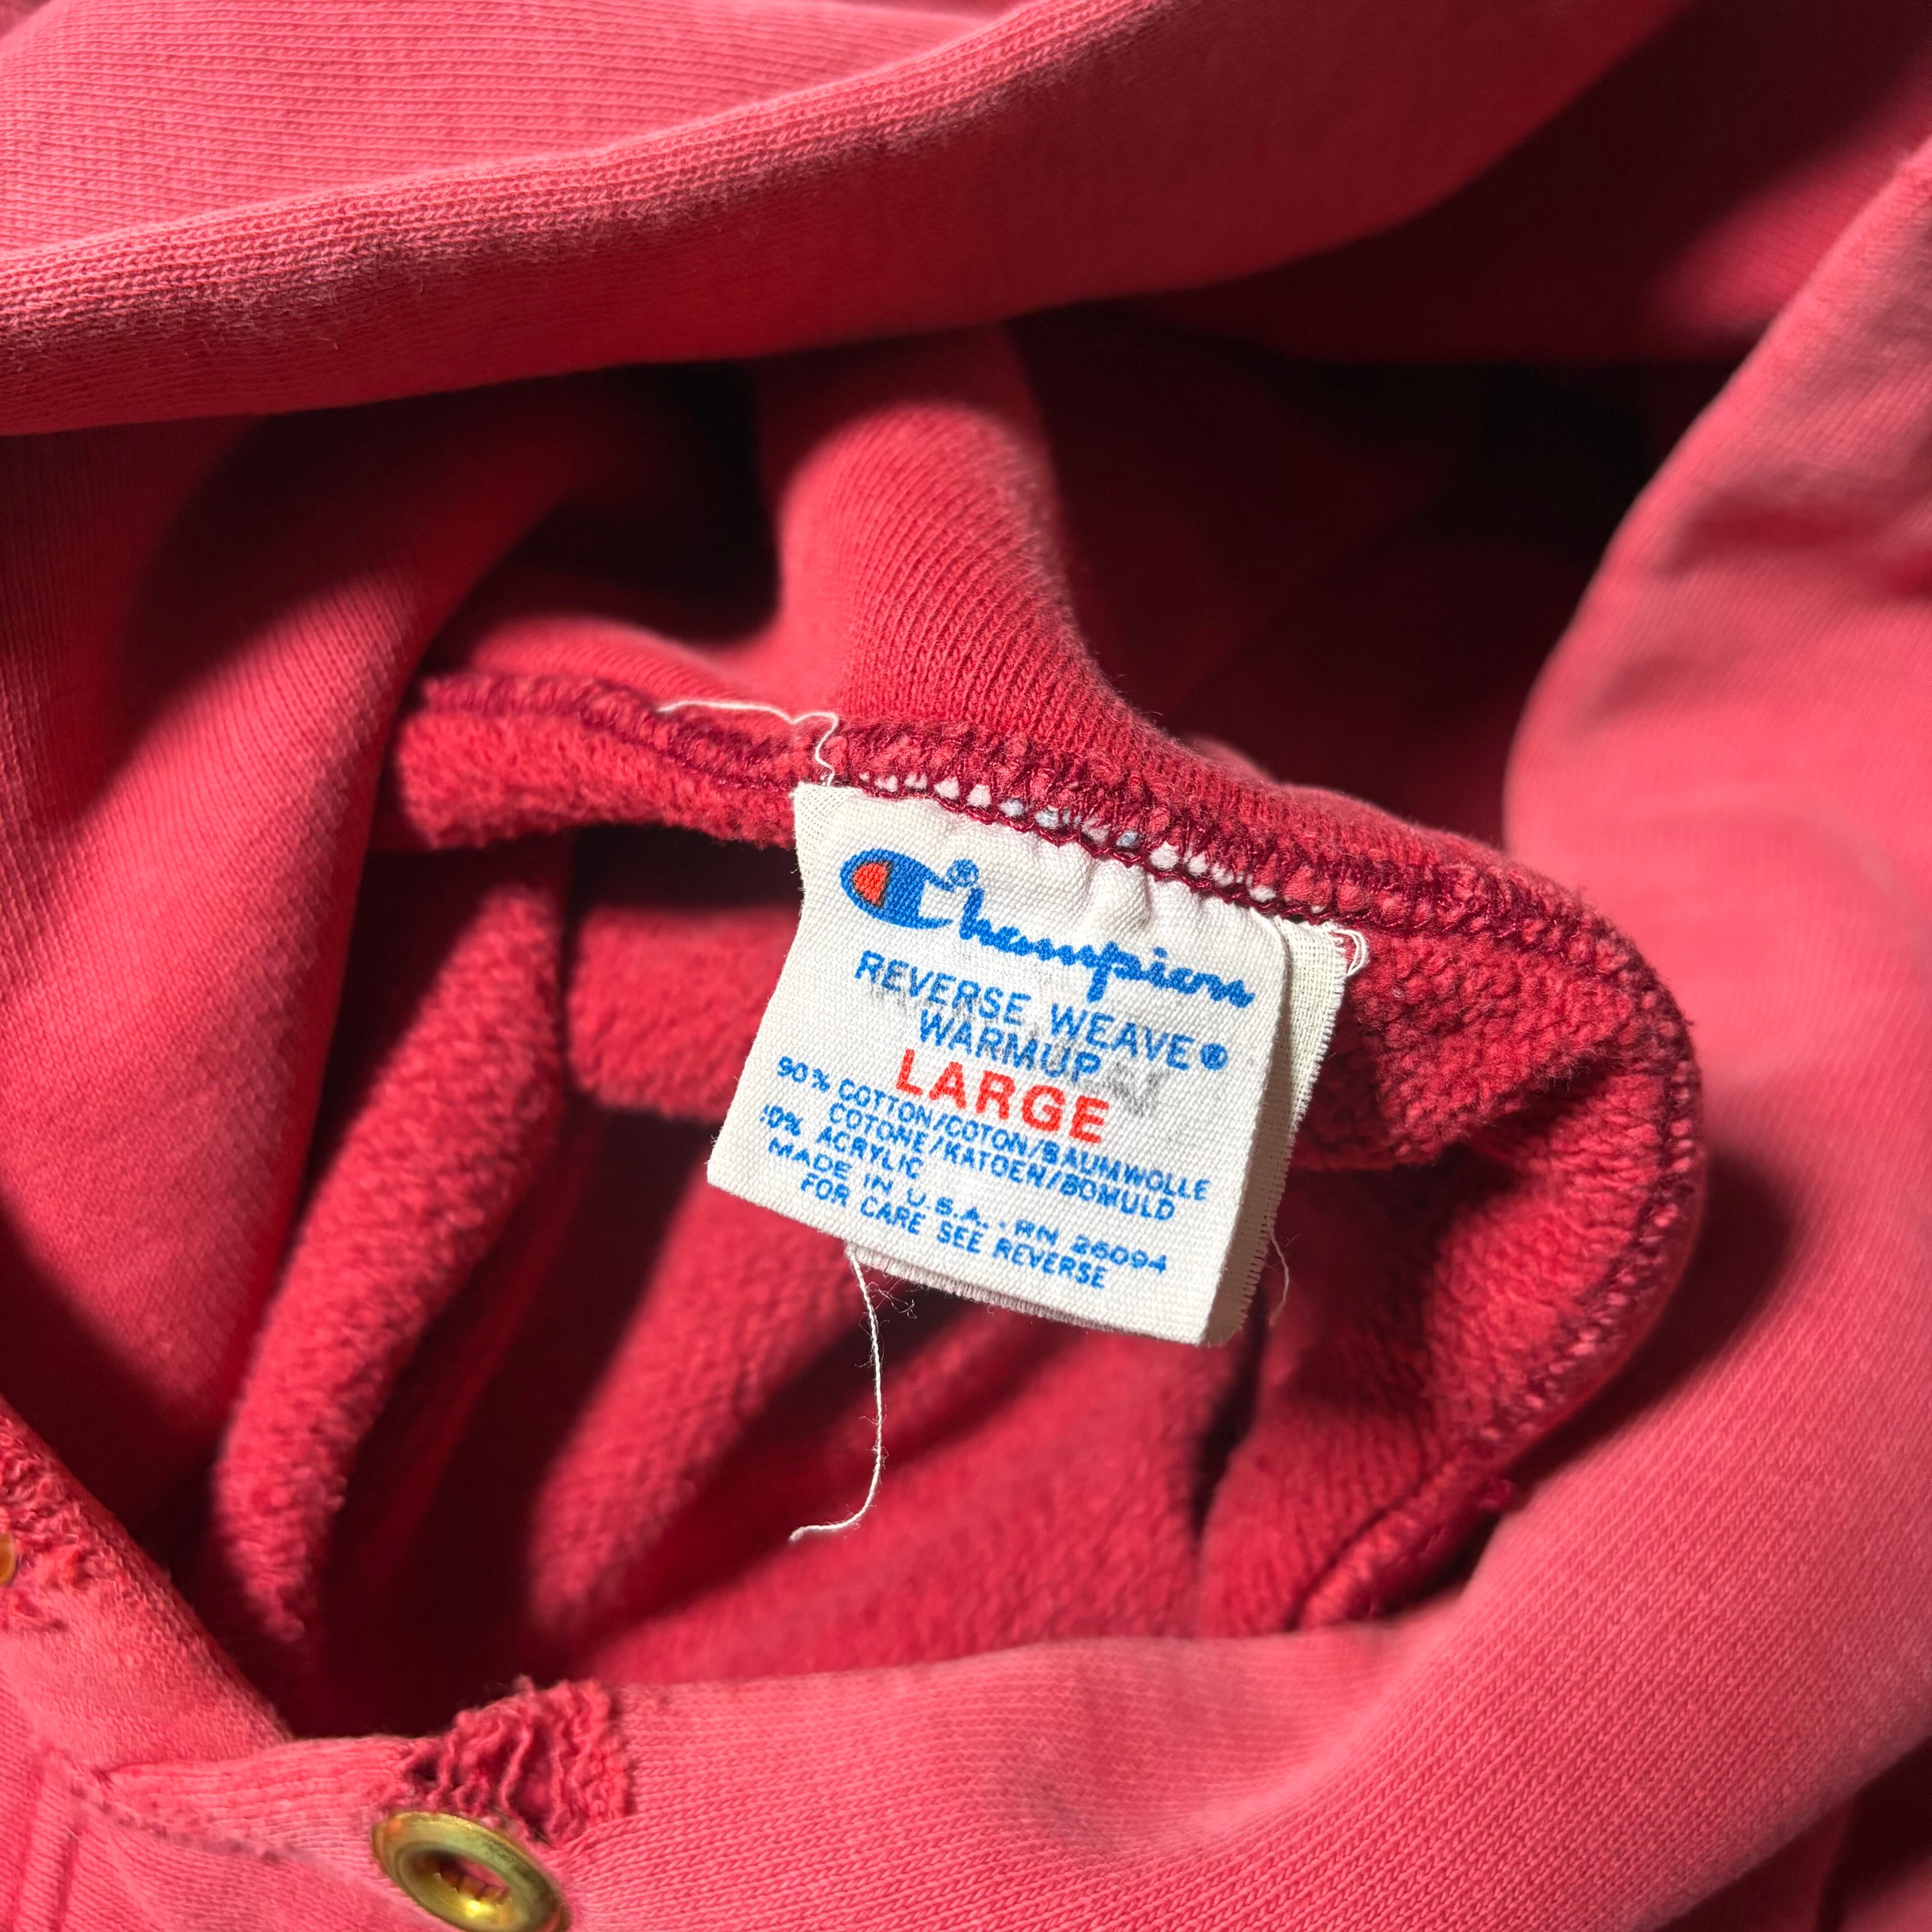 Champion®
REVERSE WEAVE®
WARMUP
LARGE
90% COTTON/COTON/BAUMWOLLE
COTONE/KATOEN/BOMULD
10% ACRYLIC
MADE IN U.S.A. - RN 26094
FOR CARE SEE REVERSE